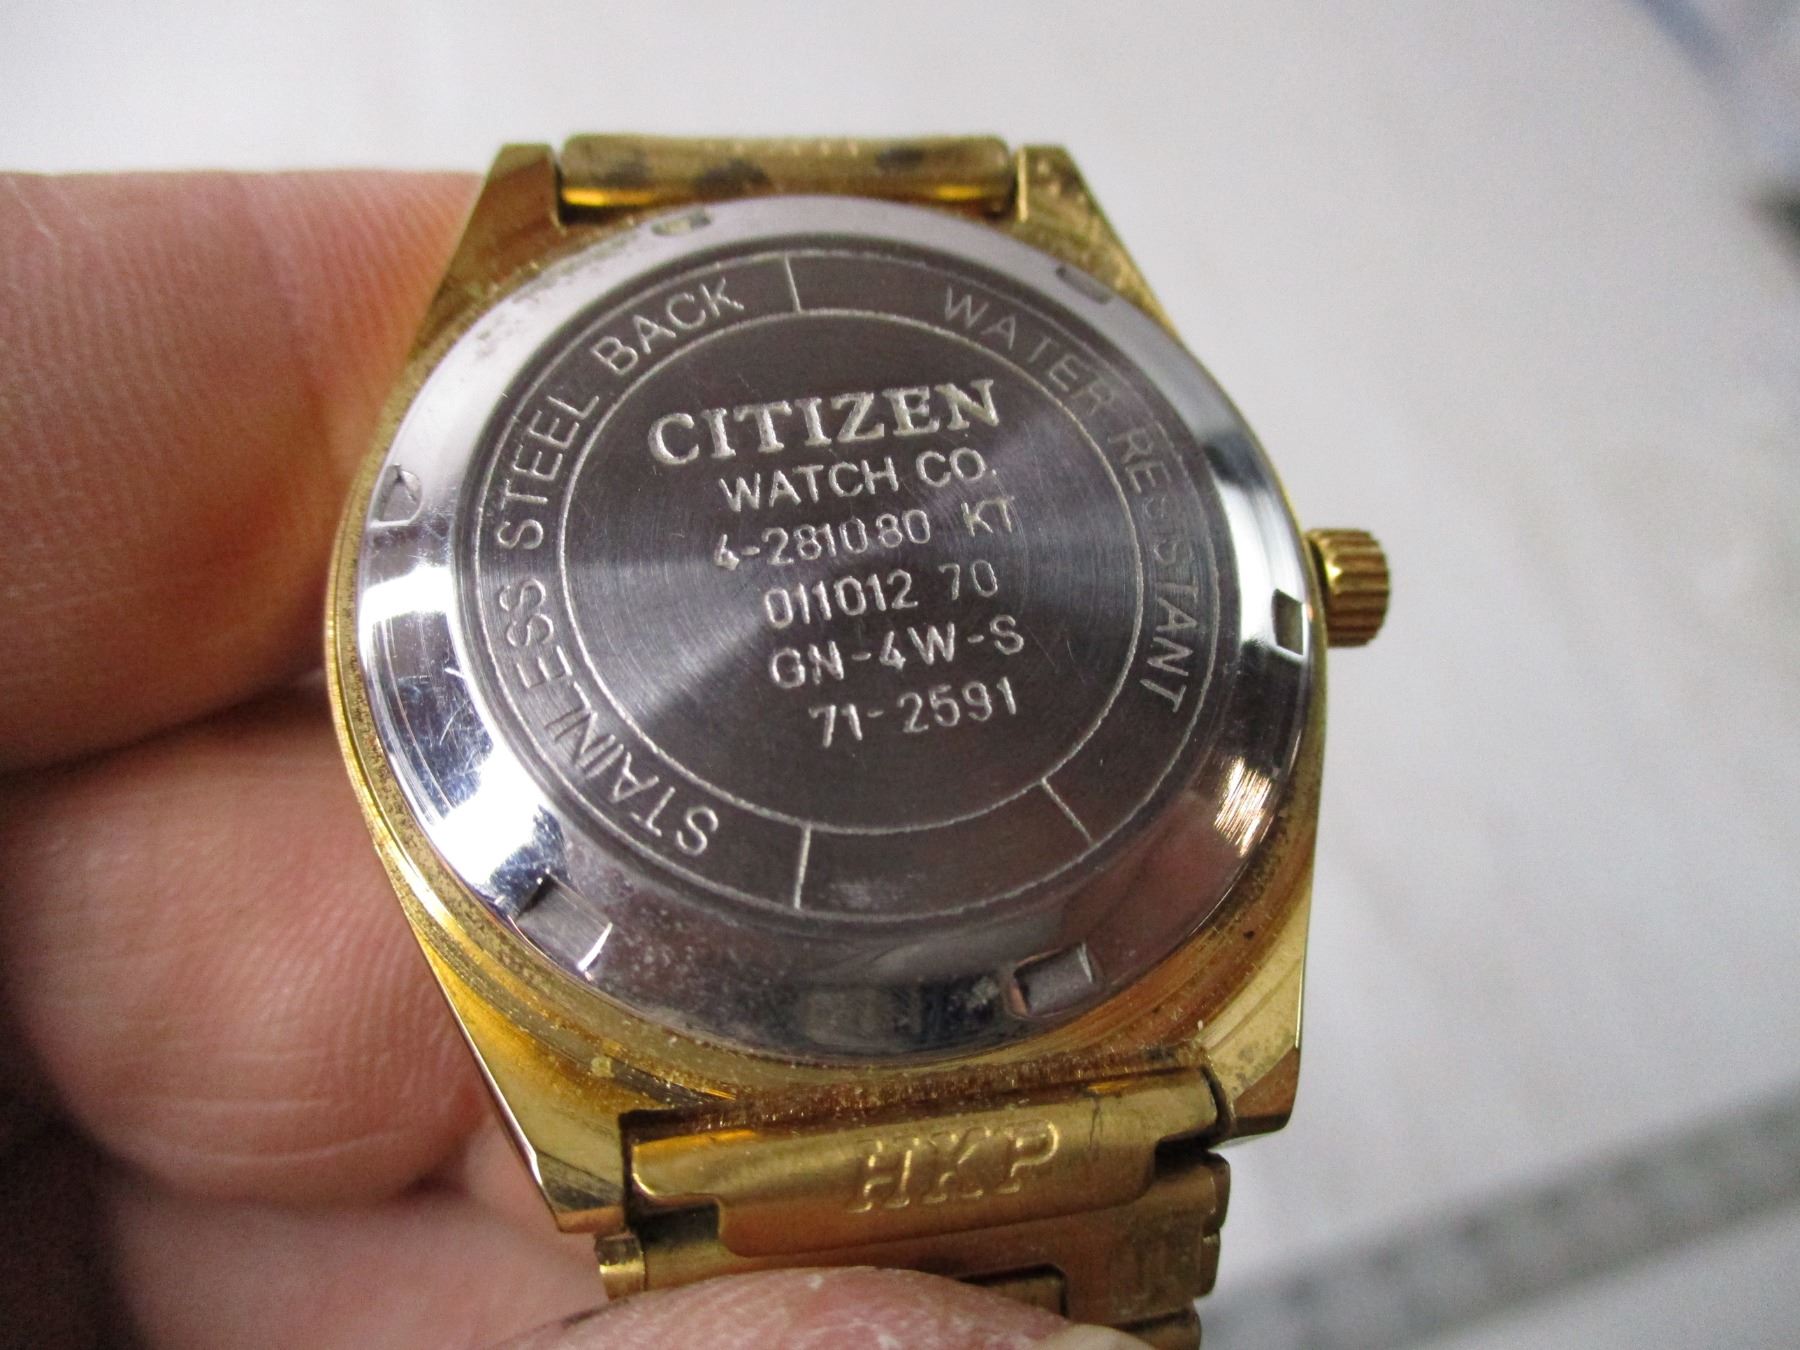 STAINLESS STEEL BACK
WATER RESISTANT
CITIZEN
WATCH CO.
4-281080 KT
011012 70
GN-4W-S
71-2591
HKP